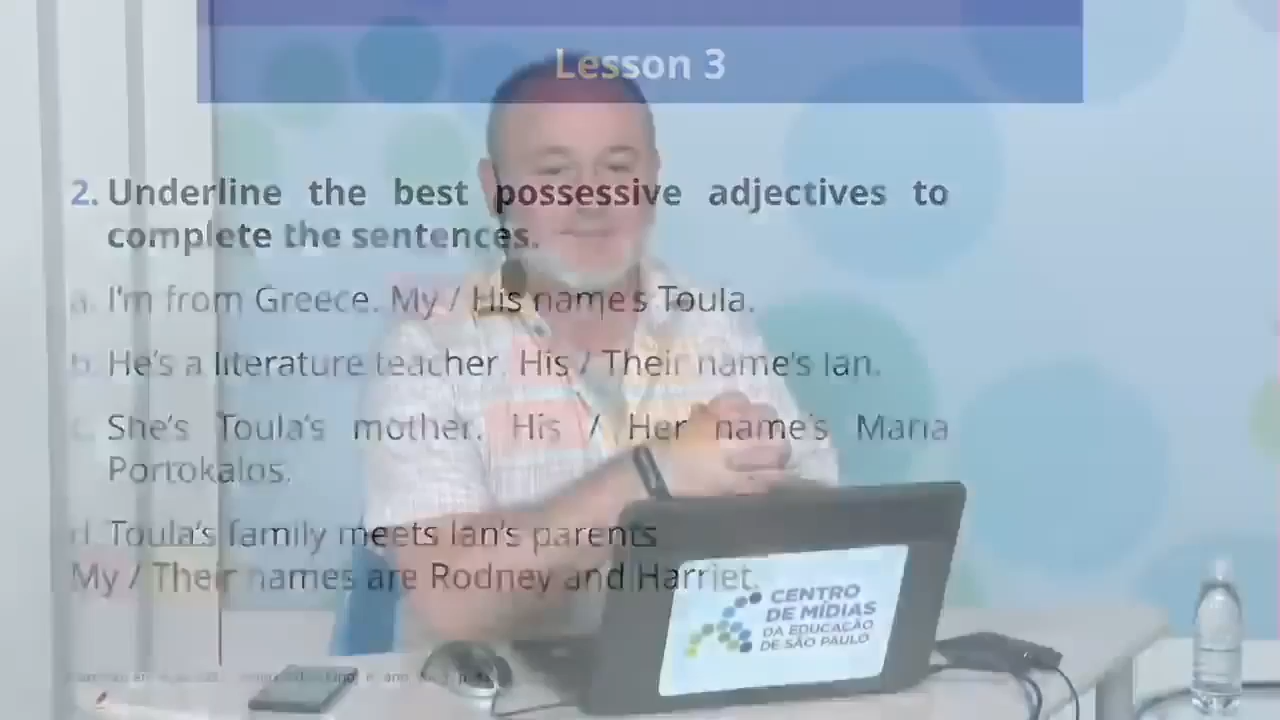 Lesson 3
2. Underline the best possessive adjectives to
complete the sentences.
a. I'm from Greece. My / His name's Toula.
b. He's a literature teacher. His / Their name's Ian.
c. She's Toula's mother. His / Her name's Maria
Portokalos.
d. Toula's family meets Ian's parents
My / Their names are Rodney and Harriet.
CENTRO
DE MÍDIAS
DA EDUCAÇÃO
DE SÃO PAULO